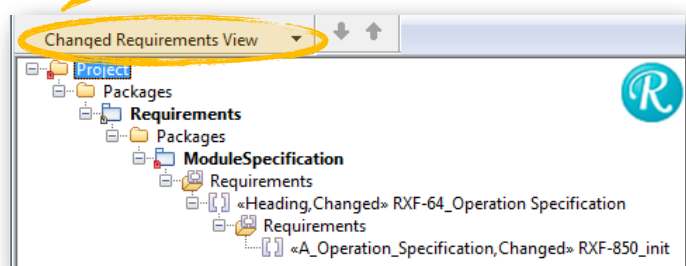 Changed Requirements View
Project
Packages
Requirements
Packages
ModuleSpecification
Requirements
«Heading,Changed» RXF-64_Operation Specification
Requirements
«A_Operation_Specification,Changed» RXF-850_init
R